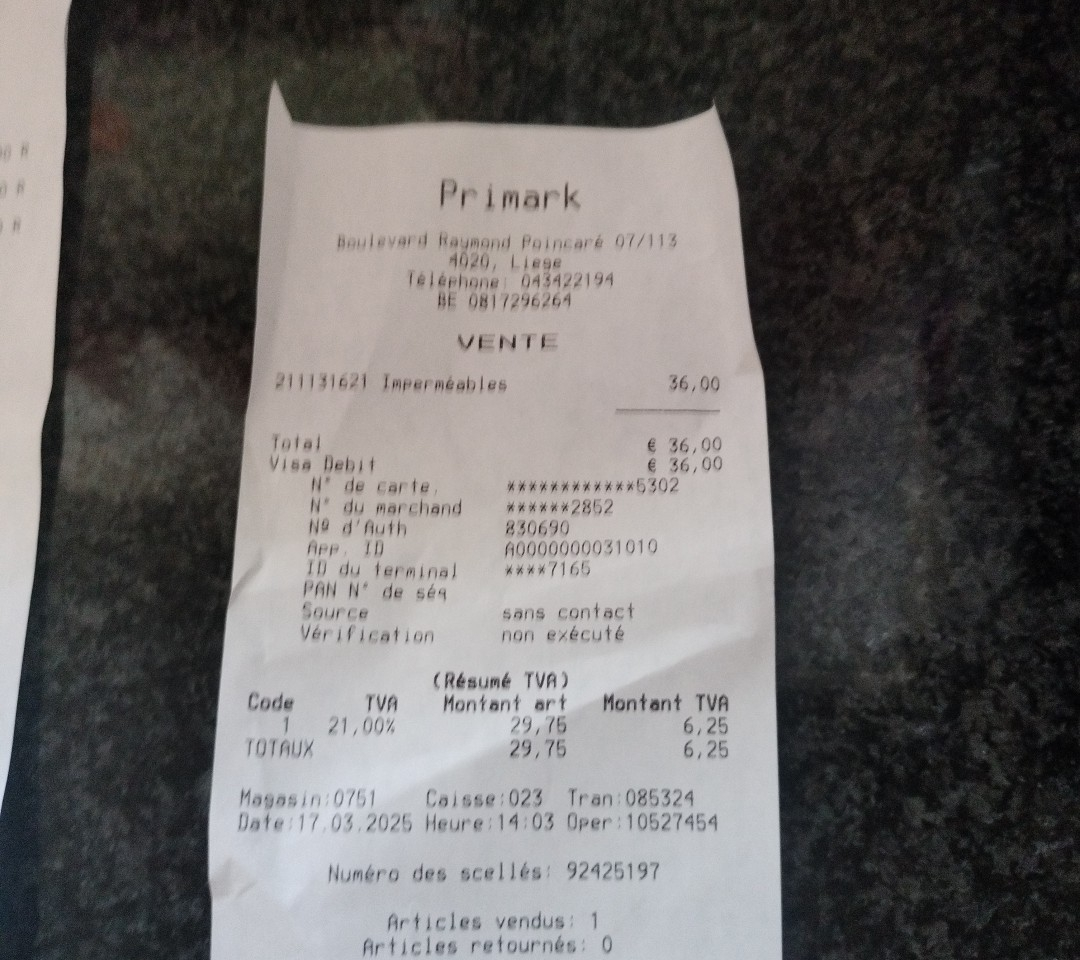 Primark
Boulevard Raymond Poincaré 07/113
4020, Liege
Téléphone: 043422194
BE 0817296264
VENTE
211131621 Imperméables 36,00
Total € 36,00
Visa Debit € 36,00
N° de carte. ************5302
N° du marchand ******2852
Nº d'Auth 830690
App. ID A0000000031010
ID du terminal ****7165
PAN N° de séq
Source sans contact
Vérification non exécuté
(Résumé TVA)
Code TVA Montant art Montant TVA
1 21,00% 29,75 6,25
TOTAUX 29,75 6,25
Magasin:0751 Caisse:023 Tran:085324
Date:17.03.2025 Heure:14:03 Oper:10527454
Numéro des scellés: 92425197
Articles vendus: 1
Articles retournés: 0